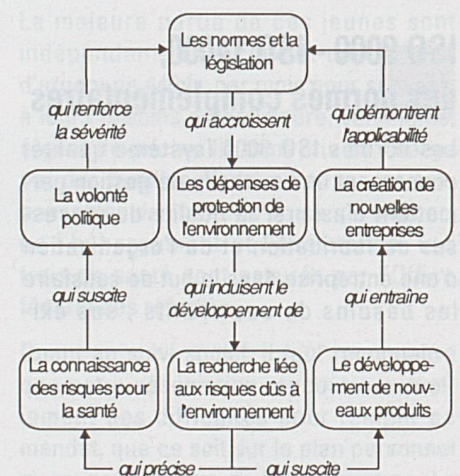 Les normes et la
législation
qui renforce
la sévérité
qui accroissent
qui démontrent
l'applicabilité
La volonté
politique
Les dépenses de
protection de
l'environnement
La création de
nouvelles
entreprises
qui suscite
qui induisent le
développement de
qui entraîne
La connaissance
des risques pour
la santé
La recherche liée
aux risques dûs à
l'environnement
Le développe-
ment de nouv-
eaux produits
qui précise
qui suscite